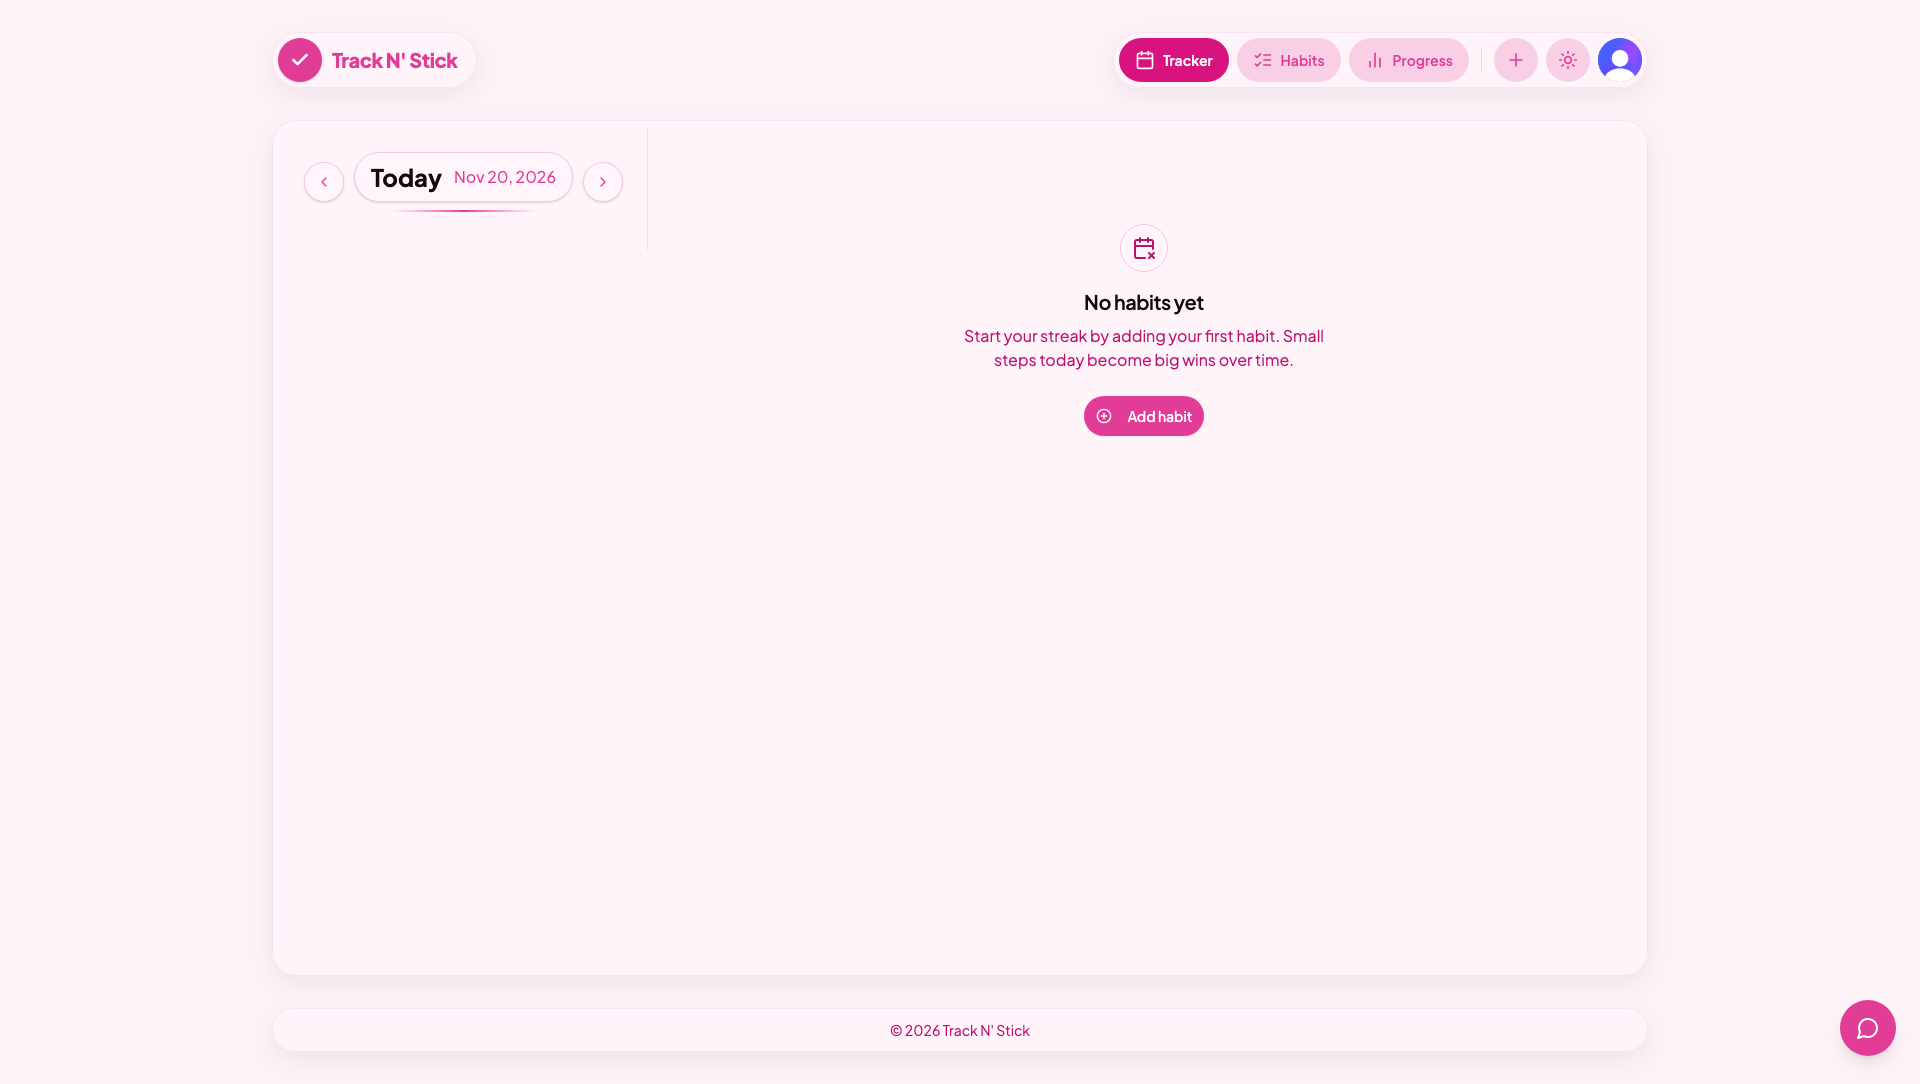 Track N' Stick
Tracker
Habits
Progress
Today Nov 20, 2026
No habits yet
Start your streak by adding your first habit. Small
steps today become big wins over time.
Add habit
© 2026 Track N' Stick